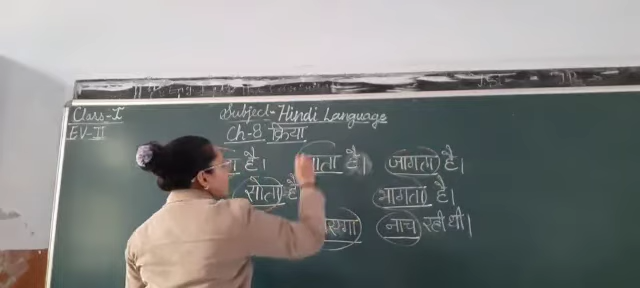 Class-I Subject-Hindi Language
EV-II Ch-8 क्रिया
है। है। जागता है।
सोता है भागता है।
नाच रही थी।